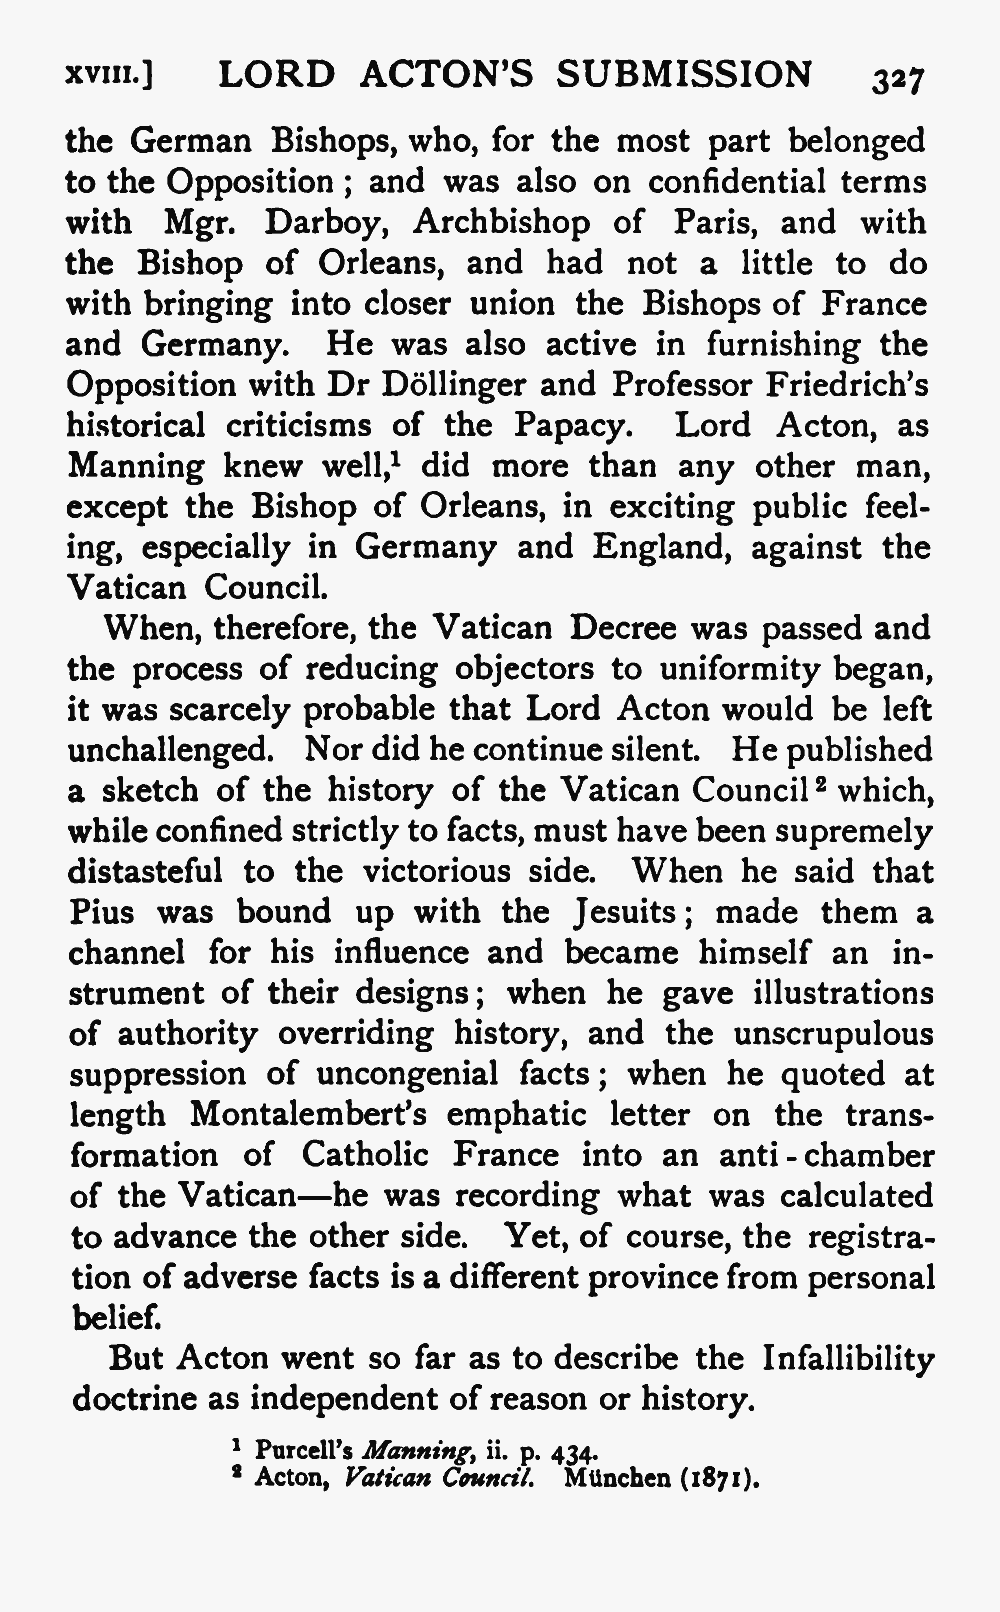 XVIII.] LORD ACTON'S SUBMISSION 327
the German Bishops, who, for the most part belonged
to the Opposition ; and was also on confidential terms
with Mgr. Darboy, Archbishop of Paris, and with
the Bishop of Orleans, and had not a little to do
with bringing into closer union the Bishops of France
and Germany. He was also active in furnishing the
Opposition with Dr Döllinger and Professor Friedrich's
historical criticisms of the Papacy. Lord Acton, as
Manning knew well,¹ did more than any other man,
except the Bishop of Orleans, in exciting public feel-
ing, especially in Germany and England, against the
Vatican Council.
When, therefore, the Vatican Decree was passed and
the process of reducing objectors to uniformity began,
it was scarcely probable that Lord Acton would be left
unchallenged. Nor did he continue silent. He published
a sketch of the history of the Vatican Council² which,
while confined strictly to facts, must have been supremely
distasteful to the victorious side. When he said that
Pius was bound up with the Jesuits ; made them a
channel for his influence and became himself an in-
strument of their designs ; when he gave illustrations
of authority overriding history, and the unscrupulous
suppression of uncongenial facts ; when he quoted at
length Montalembert's emphatic letter on the trans-
formation of Catholic France into an anti-chamber
of the Vatican—he was recording what was calculated
to advance the other side. Yet, of course, the registra-
tion of adverse facts is a different province from personal
belief.
But Acton went so far as to describe the Infallibility
doctrine as independent of reason or history.
¹ Purcell's Manning, ii. p. 434.
² Acton, Vatican Council. München (1871).